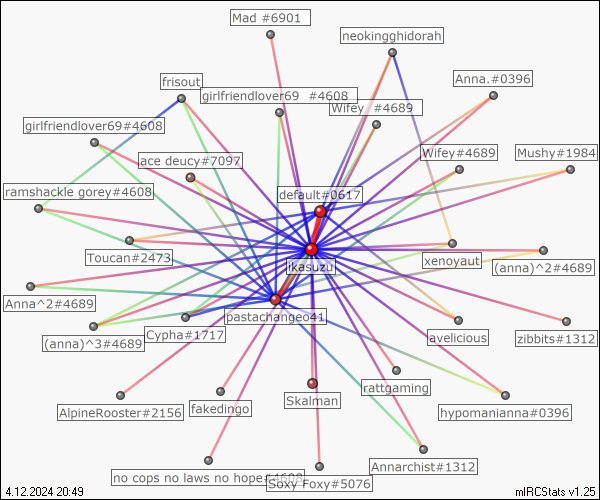 Mad #6901
neokingghidorah
Anna.#0396
frisout
girlfriendlover69 #4608
Wifey #4689
girlfriendlover69#4608
ace deucy#7097
Wifey#4689
Mushy#1984
ramshackle gorey#4608
default#0617
Toucan#2473
ikasuzu
xenoyaut
(anna)^2#4689
Anna^2#4689
pastachangeo41
(anna)^3#4689
Cypha#1717
avelicious
zibbits#1312
AlpineRooster#2156
fakedingo
Skalman
rattgaming
hypomanianna#0396
no cops no laws no hope#4608
Soxy Foxy#5076
Annarchist#1312
4.12.2024 20:49
mIRCStats v1.25